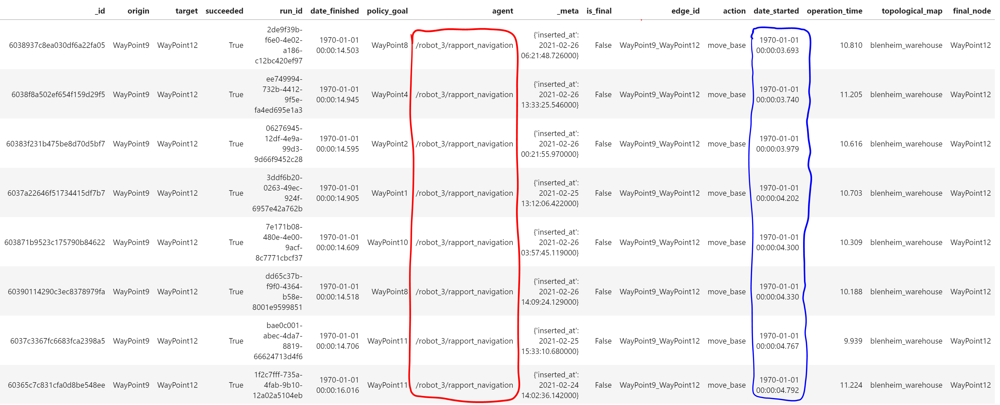 _id origin target succeeded run_id date_finished policy_goal agent _meta is_final edge_id action date_started operation_time topological_map final_node
2de9f39b-
f6e0-4e02-
a186-
c12bc420ef97
6038937c8ea030df6a22fa05 WayPoint9 WayPoint12 True 1970-01-01 00:00:14.503 WayPoint8 /robot_3/rapport_navigation {'inserted_at': 2021-02-26 06:21:48.726000} False WayPoint9_WayPoint12 move_base 1970-01-01 00:00:03.693 10.810 blenheim_warehouse WayPoint12
ee749994-
732b-4412-
9f5e-
fa4ed695e1a3
6038f8a502ef654f159d29f5 WayPoint9 WayPoint12 True 1970-01-01 00:00:14.945 WayPoint4 /robot_3/rapport_navigation {'inserted_at': 2021-02-26 13:33:25.546000} False WayPoint9_WayPoint12 move_base 1970-01-01 00:00:03.740 11.205 blenheim_warehouse WayPoint12
06276945-
12df-4e9a-
99d3-
9d66f9452c28
60383f231b475be8d70d5bf7 WayPoint9 WayPoint12 True 1970-01-01 00:00:14.595 WayPoint2 /robot_3/rapport_navigation {'inserted_at': 2021-02-26 00:21:55.970000} False WayPoint9_WayPoint12 move_base 1970-01-01 00:00:03.979 10.616 blenheim_warehouse WayPoint12
3ddf6b20-
0263-49ec-
924f-
6957e42a762b
6037a22646f51734415df7b7 WayPoint9 WayPoint12 True 1970-01-01 00:00:14.905 WayPoint1 /robot_3/rapport_navigation {'inserted_at': 2021-02-25 13:12:06.422000} False WayPoint9_WayPoint12 move_base 1970-01-01 00:00:04.202 10.703 blenheim_warehouse WayPoint12
7e171b08-
480e-4e00-
9acf-
8c7771cbcf37
603871b9523c175790b84622 WayPoint9 WayPoint12 True 1970-01-01 00:00:14.609 WayPoint10 /robot_3/rapport_navigation {'inserted_at': 2021-02-26 03:57:45.119000} False WayPoint9_WayPoint12 move_base 1970-01-01 00:00:04.300 10.309 blenheim_warehouse WayPoint12
dd65c37b-
f9f0-4364-
b58e-
8001e9599851
60390114290c3ec8378979fa WayPoint9 WayPoint12 True 1970-01-01 00:00:14.518 WayPoint8 /robot_3/rapport_navigation {'inserted_at': 2021-02-26 14:09:24.129000} False WayPoint9_WayPoint12 move_base 1970-01-01 00:00:04.330 10.188 blenheim_warehouse WayPoint12
bae0c001-
abec-4da7-
8819-
66624713d4f6
6037c3367fc6683fca2398a5 WayPoint9 WayPoint12 True 1970-01-01 00:00:14.706 WayPoint11 /robot_3/rapport_navigation {'inserted_at': 2021-02-25 15:33:10.680000} False WayPoint9_WayPoint12 move_base 1970-01-01 00:00:04.767 9.939 blenheim_warehouse WayPoint12
1f2c7fff-735a-
4fab-9b10-
12a02a5104eb
60365c7c831cfa0d8be548ee WayPoint9 WayPoint12 True 1970-01-01 00:00:16.016 WayPoint11 /robot_3/rapport_navigation {'inserted_at': 2021-02-24 14:02:36.142000} False WayPoint9_WayPoint12 move_base 1970-01-01 00:00:04.792 11.224 blenheim_warehouse WayPoint12